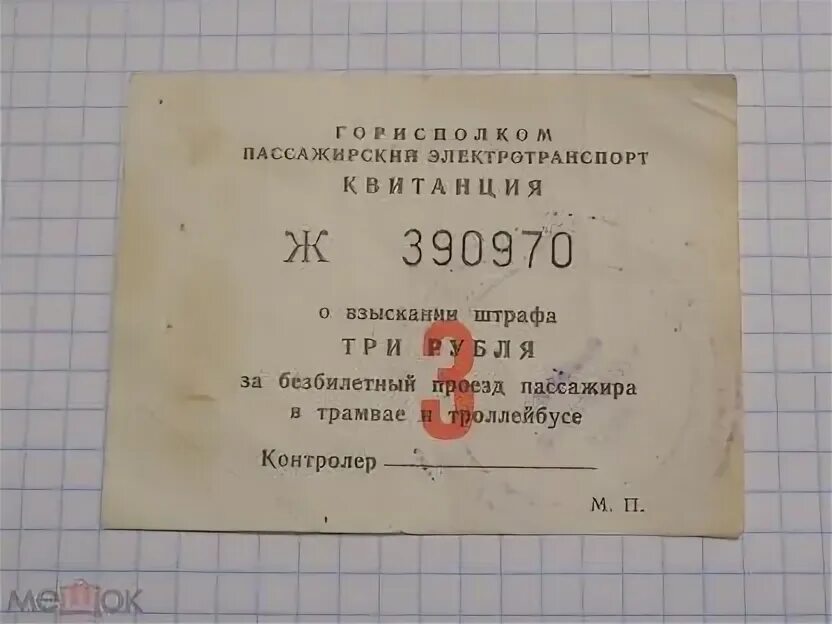 ГОРИСПОЛКОМ
ПАССАЖИРСКИЙ ЭЛЕКТРОТРАНСПОРТ
КВИТАНЦИЯ
Ж 390970
о взыскании штрафа
ТРИ РУБЛЯ
3
за безбилетный проезд пассажира
в трамвае и троллейбусе
Контролер
М. П.
мешок